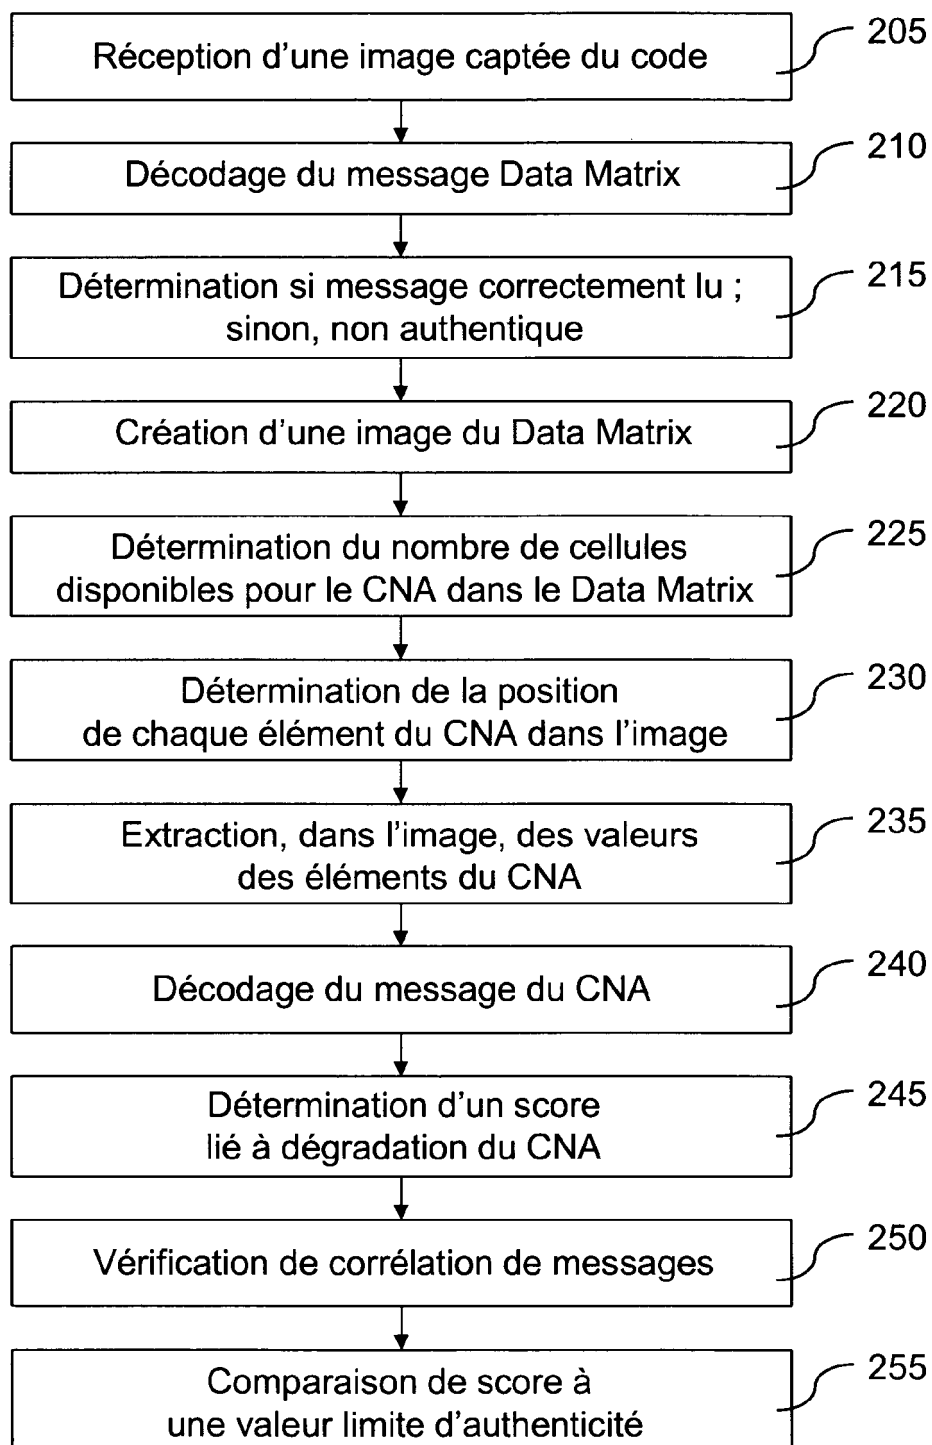 Réception d'une image captée du code
205
Décodage du message Data Matrix
210
Détermination si message correctement lu ;
sinon, non authentique
215
Création d'une image du Data Matrix
220
Détermination du nombre de cellules
disponibles pour le CNA dans le Data Matrix
225
Détermination de la position
de chaque élément du CNA dans l'image
230
Extraction, dans l'image, des valeurs
des éléments du CNA
235
Décodage du message du CNA
240
Détermination d'un score
lié à dégradation du CNA
245
Vérification de corrélation de messages
250
Comparaison de score à
une valeur limite d'authenticité
255